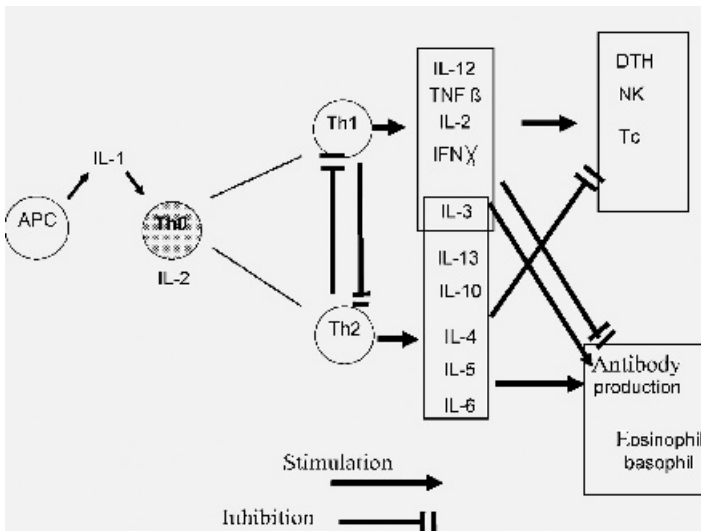 APC
IL-1
Th0
IL-2
Th1
Th2
IL-12
TNF ß
IL-2
IFNɣ
IL-3
IL-13
IL-10
IL-4
IL-5
IL-6
DTH
NK
Tc
Antibody
production
Eosinophil
basophil
Stimulation
Inhibition